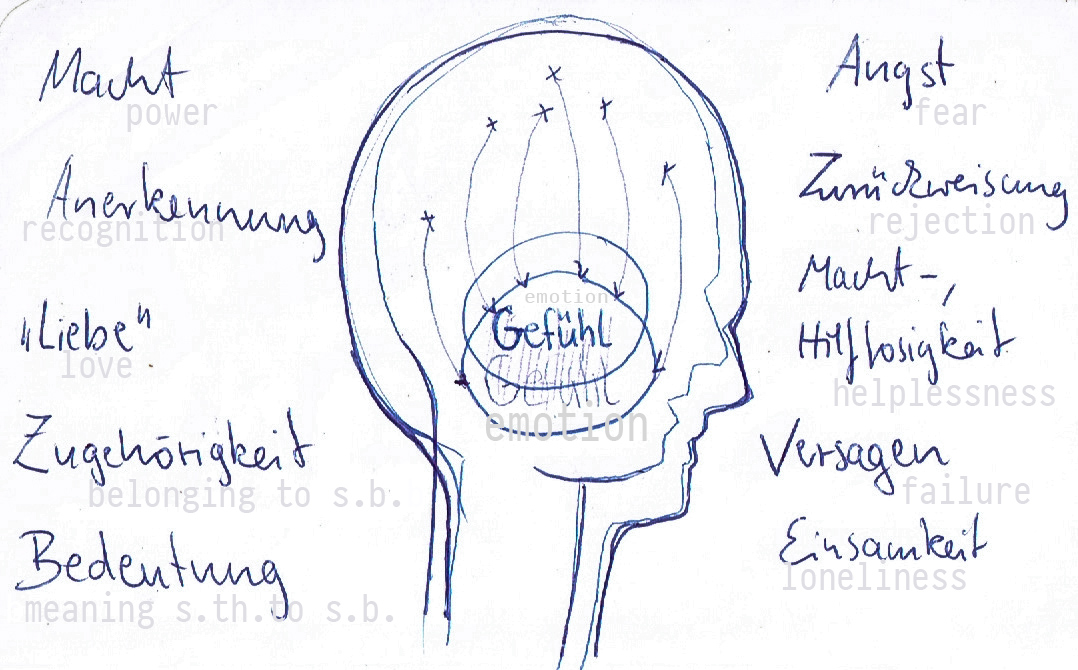 Macht
power
Anerkennung
recognition
„Liebe"
love
Zugehörigkeit
belonging to s.b.
Bedeutung
meaning s.th.to s.b.
emotion
Gefühl
Gefühl
emotion
Angst
fear
Zurückweisung
rejection
Macht-,
Hilflosigkeit
helplessness
Versagen
failure
Einsamkeit
loneliness